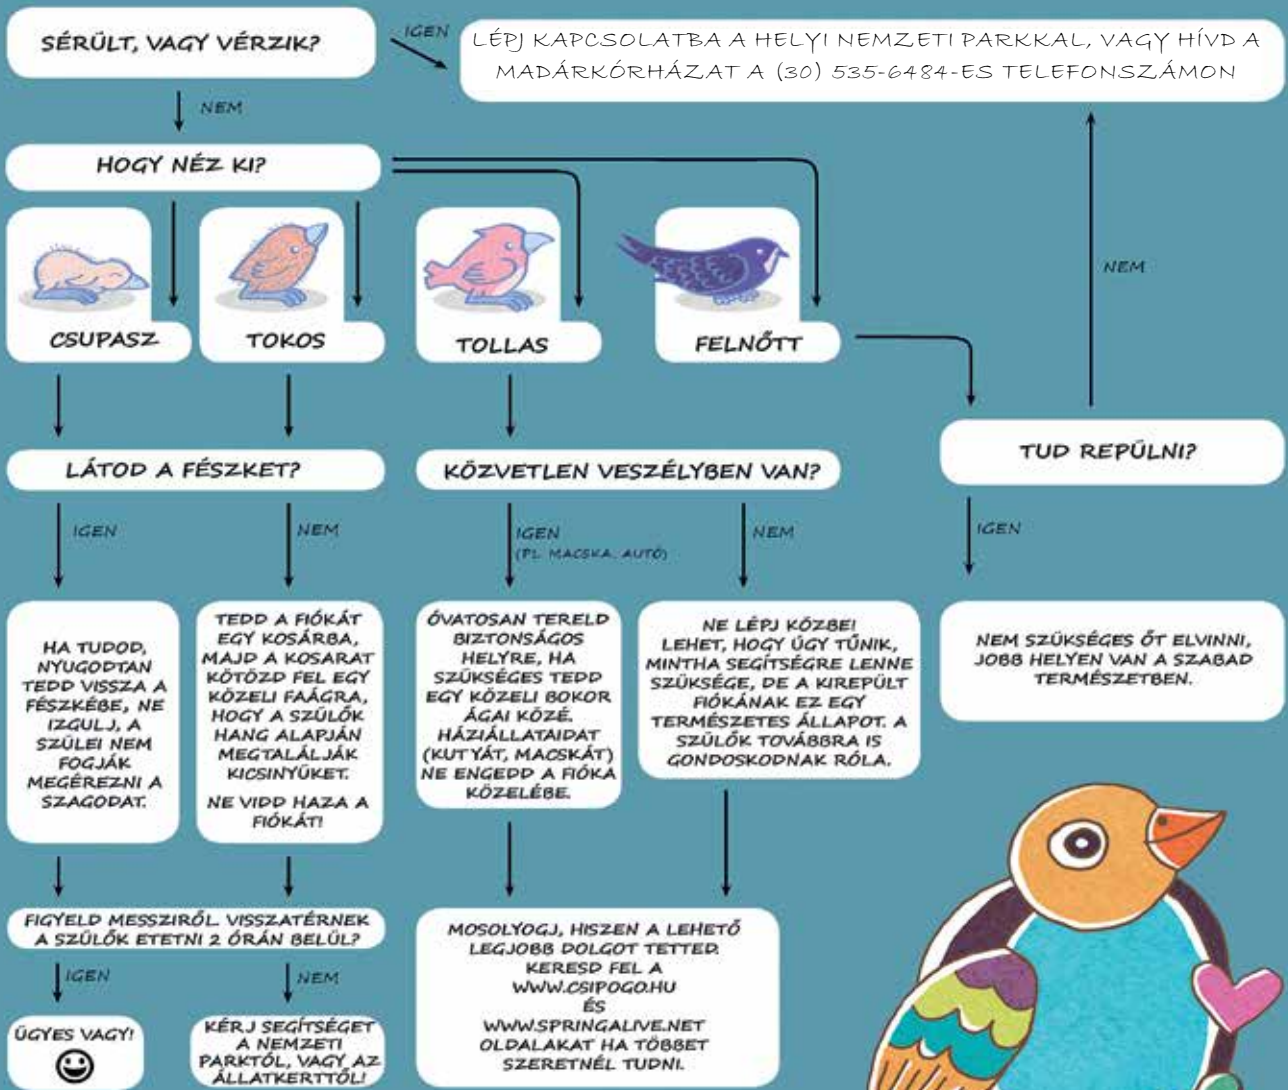 SÉRÜLT, VAGY VÉRZIK?
IGEN
LÉPJ KAPCSOLATBA A HELYI NEMZETI PARKKAL, VAGY HÍVD A
MADÁRKÓRHÁZAT A (30) 535-6484-ES TELEFONSZÁMON
NEM
HOGY NÉZ KI?
NEM
CSUPASZ
TOKOS
TOLLAS
FELNŐTT
LÁTOD A FÉSZKET?
KÖZVETLEN VESZÉLYBEN VAN?
TUD REPÜLNI?
IGEN
NEM
IGEN
(PL. MACSKA, AUTÓ)
NEM
IGEN
HA TUDOD,
NYUGODTAN
TEDD VISSZA A
FÉSZKÉBE, NE
IZGULJ, A
SZÜLEI NEM
FOGJÁK
MEGÉREZNI A
SZAGODAT.
TEDD A FIÓKÁT
EGY KOSÁRBA,
MAJD A KOSARAT
KÖTÖZD FEL EGY
KÖZELI FAÁGRA,
HOGY A SZÜLŐK
HANG ALAPJÁN
MEGTALÁLJÁK
KICSINYÜKET.
NE VIDD HAZA A
FIÓKÁT!
ÓVATOSAN TERELD
BIZTONSÁGOS
HELYRE, HA
SZÜKSÉGES TEDD
EGY KÖZELI BOKOR
ÁGAI KÖZÉ.
HÁZIÁLLATAIDAT
(KUTYÁT, MACSKÁT)
NE ENGEDD A FIÓKA
KÖZELÉBE.
NE LÉPJ KÖZBE!
LEHET, HOGY ÚGY TŰNIK,
MINTHA SEGÍTSÉGRE LENNE
SZÜKSÉGE, DE A KIREPÜLT
FIÓKÁNAK EZ EGY
TERMÉSZETES ÁLLAPOT. A
SZÜLŐK TOVÁBBRA IS
GONDOSKODNAK RÓLA.
NEM SZÜKSÉGES ŐT ELVINNI,
JOBB HELYEN VAN A SZABAD
TERMÉSZETBEN.
FIGYELD MESSZIRŐL. VISSZATÉRNEK
A SZÜLŐK ETETNI 2 ÓRÁN BELÜL?
IGEN
NEM
ÜGYES VAGY!
KÉRJ SEGÍTSÉGET
A NEMZETI
PARKTÓL, VAGY AZ
ÁLLATKERTTŐL!
MOSOLYOGJ, HISZEN A LEHETŐ
LEGJOBB DOLGOT TETTED.
KERESD FEL A
WWW.CSIPOGO.HU
ÉS
WWW.SPRINGALIVE.NET
OLDALAKAT HA TÖBBET
SZERETNÉL TUDNI.